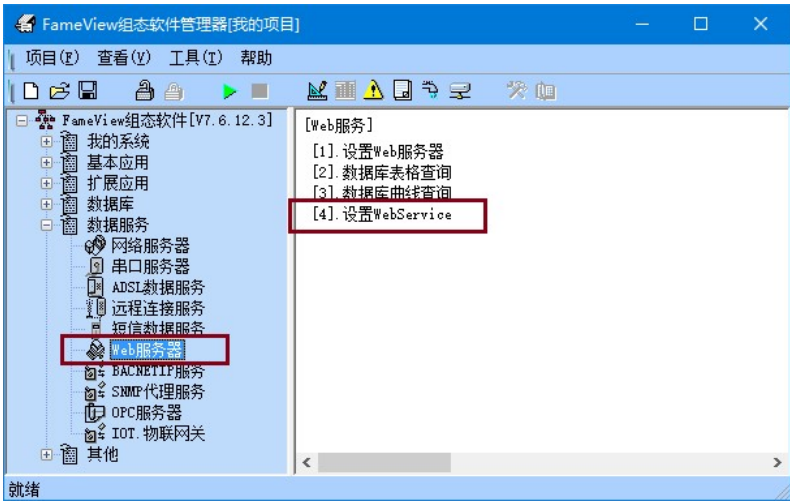 FameView组态软件管理器[我的项目]
项目(F) 查看(V) 工具(T) 帮助
FameView组态软件[V7.6.12.3]
我的系统
基本应用
扩展应用
数据库
数据服务
网络服务器
串口服务器
ADSL数据服务
远程连接服务
短信数据服务
Web服务器
BACNETIP服务
SNMP代理服务
OPC服务器
IOT.物联网关
其他
[Web服务]
[1].设置Web服务器
[2].数据库表格查询
[3].数据库曲线查询
[4].设置WebService
就绪